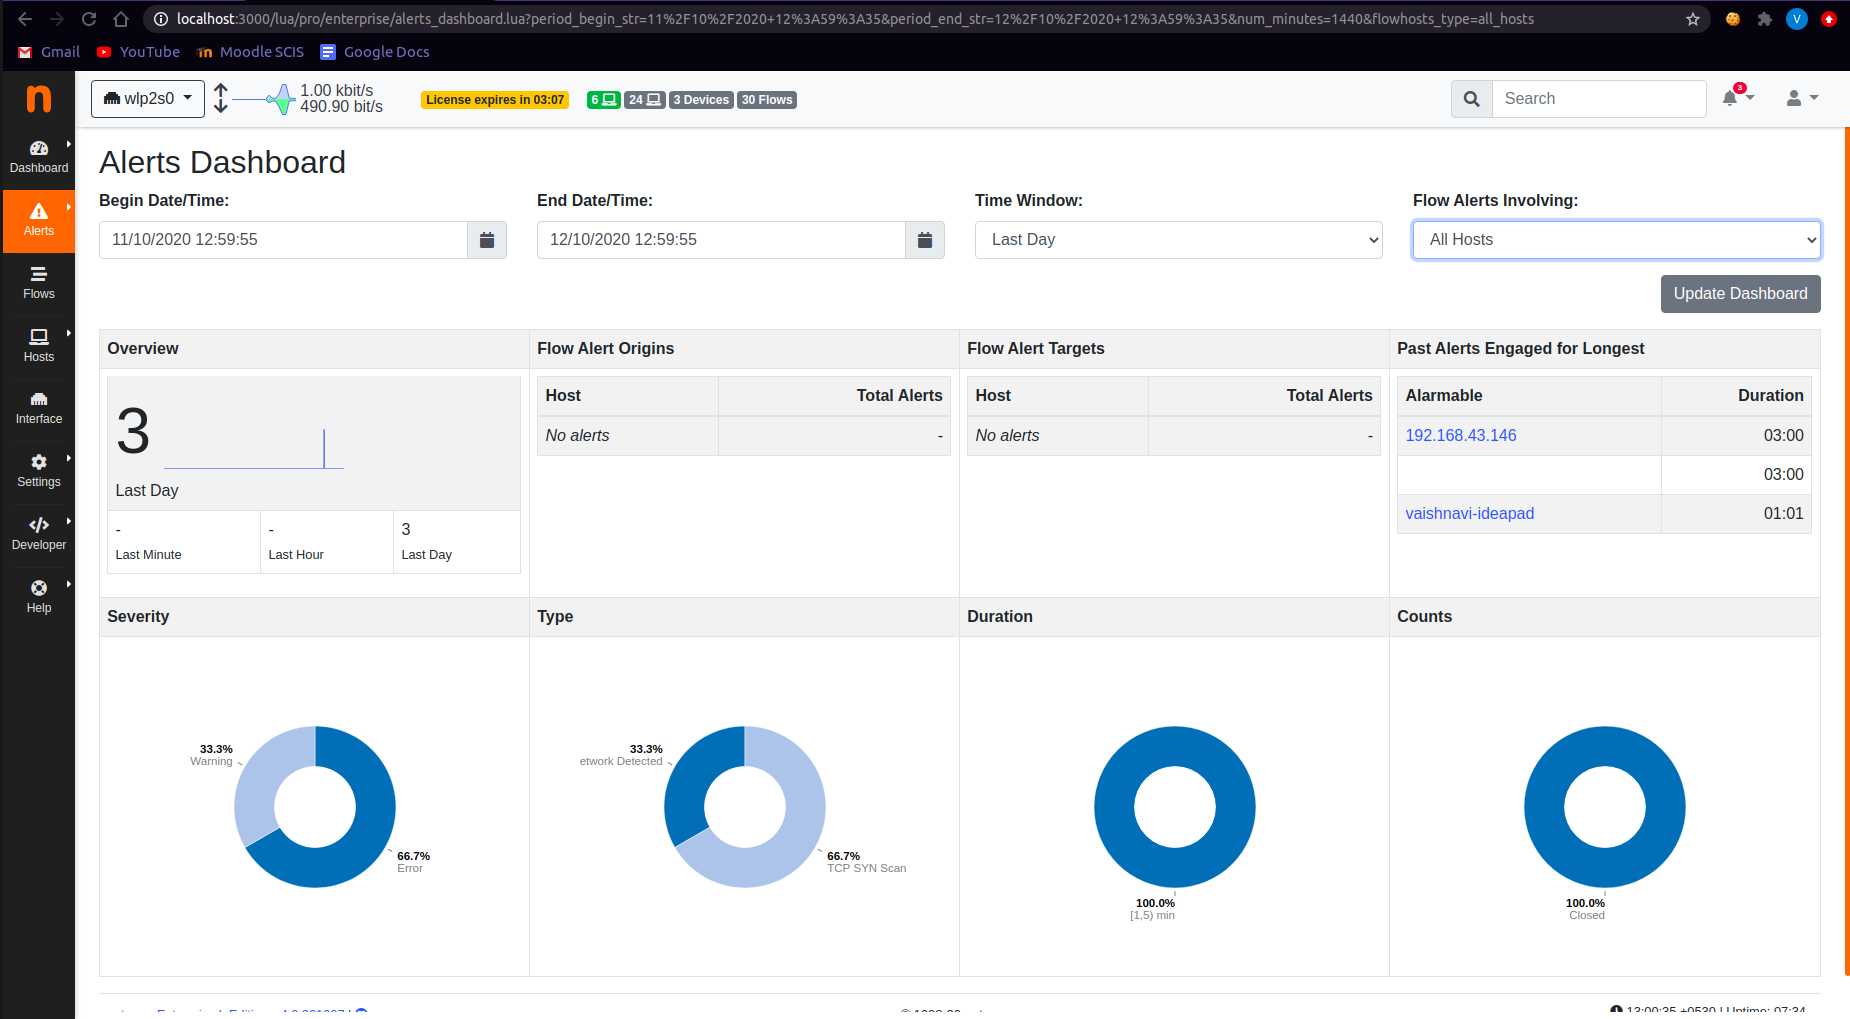 localhost:3000/lua/pro/enterprise/alerts_dashboard.lua?period_begin_str=11%2F10%2F2020+12%3A59%3A35&period_end_str=12%2F10%2F2020+12%3A59%3A35&num_minutes=1440&flowhosts_type=all_hosts
V
Gmail YouTube Moodle SCIS Google Docs
wlp2s0
1.00 kbit/s
490.90 bit/s
License expires in 03:07
6
24
3 Devices
30 Flows
Search
3
Dashboard
Alerts
Flows
Hosts
Interface
Settings
Developer
Help
Alerts Dashboard
Begin Date/Time: End Date/Time: Time Window: Flow Alerts Involving:
11/10/2020 12:59:55 12/10/2020 12:59:55 Last Day All Hosts
Update Dashboard
Overview
3
Last Day
- - 3
Last Minute Last Hour Last Day
Flow Alert Origins
Host Total Alerts
No alerts -
Flow Alert Targets
Host Total Alerts
No alerts -
Past Alerts Engaged for Longest
Alarmable Duration
192.168.43.146 03:00
03:00
vaishnavi-ideapad 01:01
Severity
33.3%
Warning
66.7%
Error
Type
33.3%
etwork Detected
66.7%
TCP SYN Scan
Duration
100.0%
[1,5) min
Counts
100.0%
Closed
13:00:35 +0530 | Uptime: 07:34